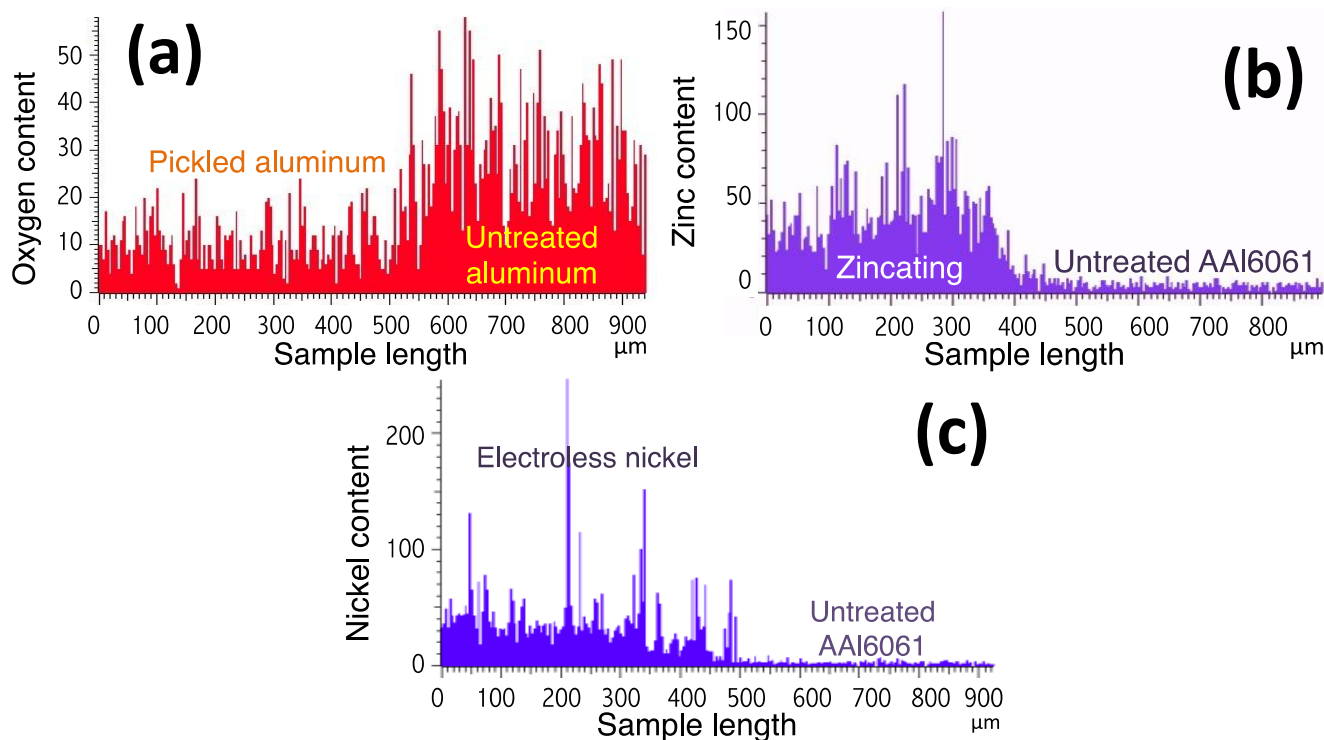 (a)
Oxygen content
50
40
30
20
10
0
Pickled aluminum
Untreated
aluminum
0 100 200 300 400 500 600 700 800 900
Sample length
µm
(b)
Zinc content
150
100
50
0
Zincating
Untreated AAl6061
0 100 200 300 400 500 600 700 800
Sample length
µm
(c)
Nickel content
200
100
0
Electroless nickel
Untreated
AAl6061
0 100 200 300 400 500 600 700 800 900
Sample length
µm